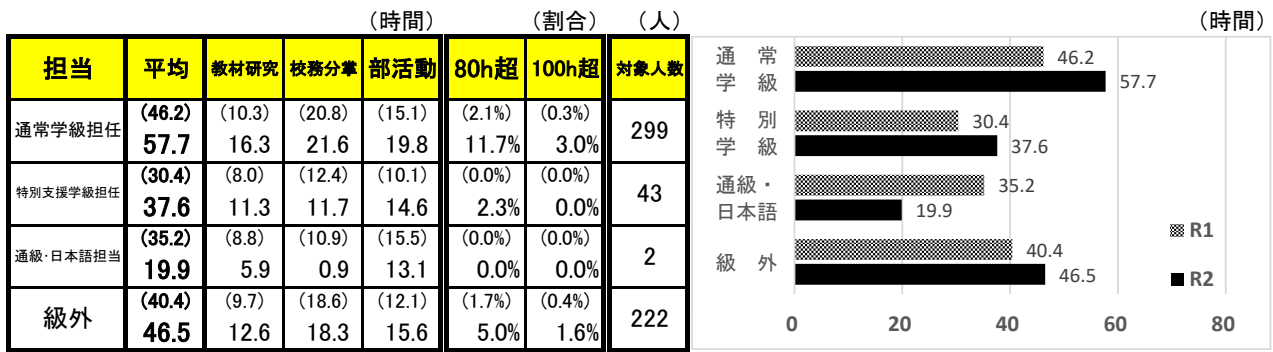 （時間） （割合） （人）
担当 平均 教材研究 校務分掌 部活動 80h超 100h超 対象人数
通常学級担任 (46.2) (10.3) (20.8) (15.1) (2.1%) (0.3%) 299
57.7 16.3 21.6 19.8 11.7% 3.0%
特別支援学級担任 (30.4) (8.0) (12.4) (10.1) (0.0%) (0.0%) 43
37.6 11.3 11.7 14.6 2.3% 0.0%
通級・日本語担当 (35.2) (8.8) (10.9) (15.5) (0.0%) (0.0%) 2
19.9 5.9 0.9 13.1 0.0% 0.0%
級外 (40.4) (9.7) (18.6) (12.1) (1.7%) (0.4%) 222
46.5 12.6 18.3 15.6 5.0% 1.6%
（時間）
通 常 46.2
学 級 57.7
特 別 30.4
学 級 37.6
通級・ 35.2
日本語 19.9
級 外 40.4
46.5
R1
R2
0 20 40 60 80